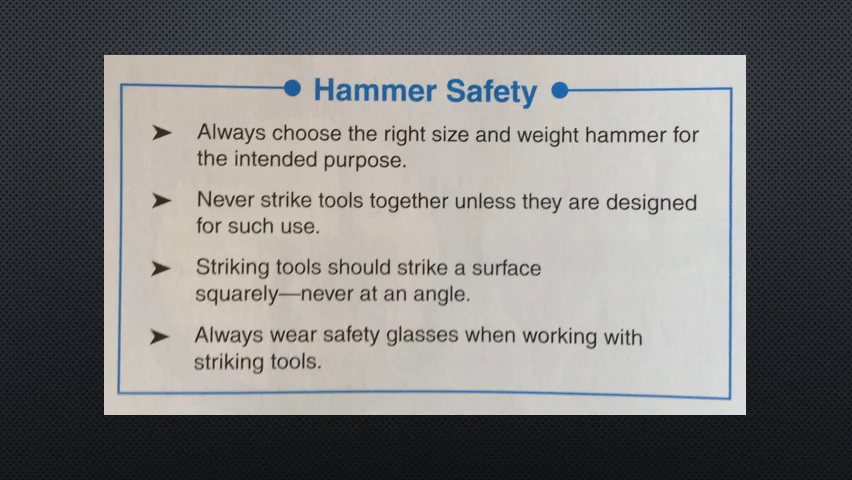 Hammer Safety
➤ Always choose the right size and weight hammer for
the intended purpose.
➤ Never strike tools together unless they are designed
for such use.
➤ Striking tools should strike a surface
squarely—never at an angle.
➤ Always wear safety glasses when working with
striking tools.